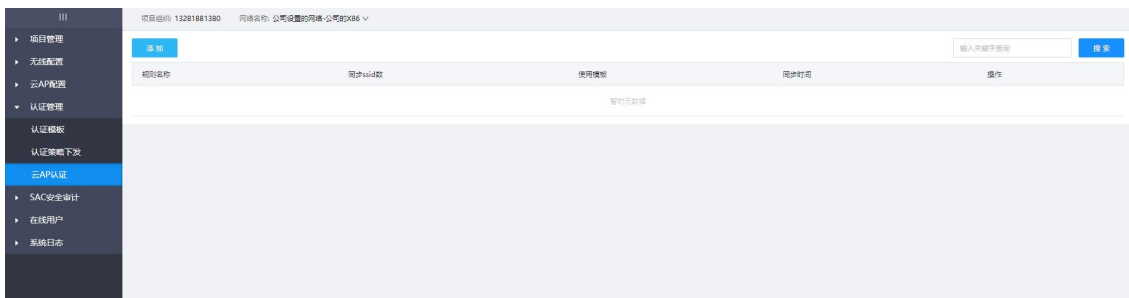 项目组织: 13281881380 网络名称: 公司设置的网络-公司的X86
项目管理
无线配置
云AP配置
认证管理
认证模板
认证策略下发
云AP认证
SAC安全审计
在线用户
系统日志
添加
输入关键字查询
搜索
规则名称 同步ssid数 使用模板 同步时间 操作
暂时无数据